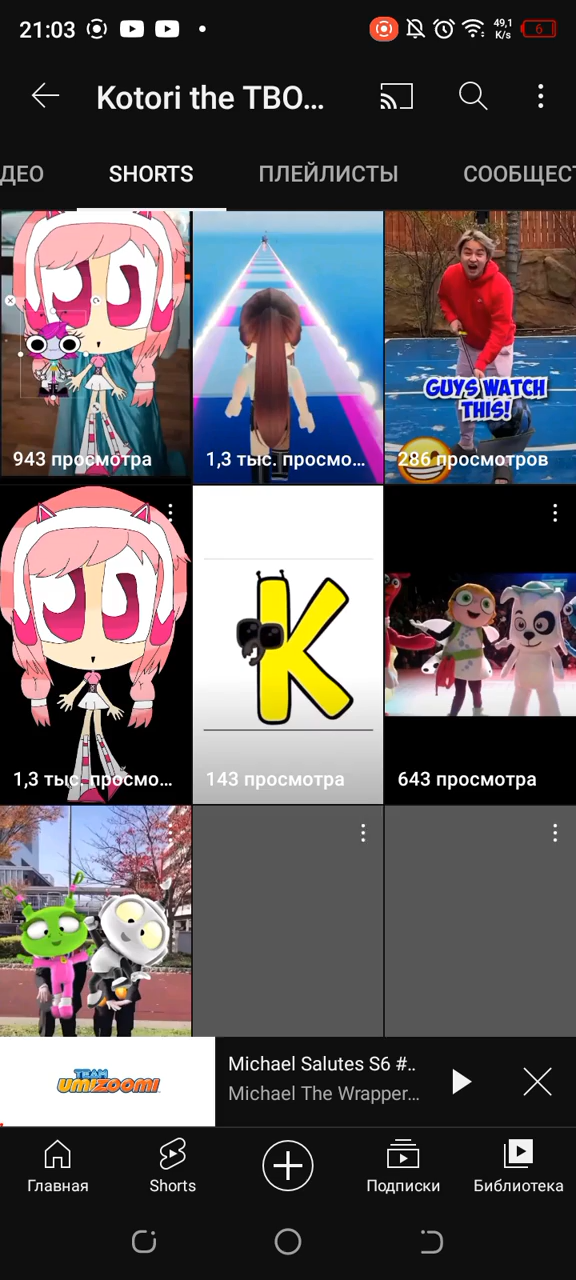 21:03
49,1
K/s
6
Kotori the TBO...
ДЕО
SHORTS
ПЛЕЙЛИСТЫ
СООБЩЕСТ
943 просмотра
1,3 тыс. просмо...
GUYS WATCH
THIS!
286 просмотров
1,3 тыс. просмо...
K
143 просмотра
643 просмотра
TEAM
UMIZOOMI
Michael Salutes S6 #..
Michael The Wrapper...
Главная
Shorts
Подписки
Библиотека